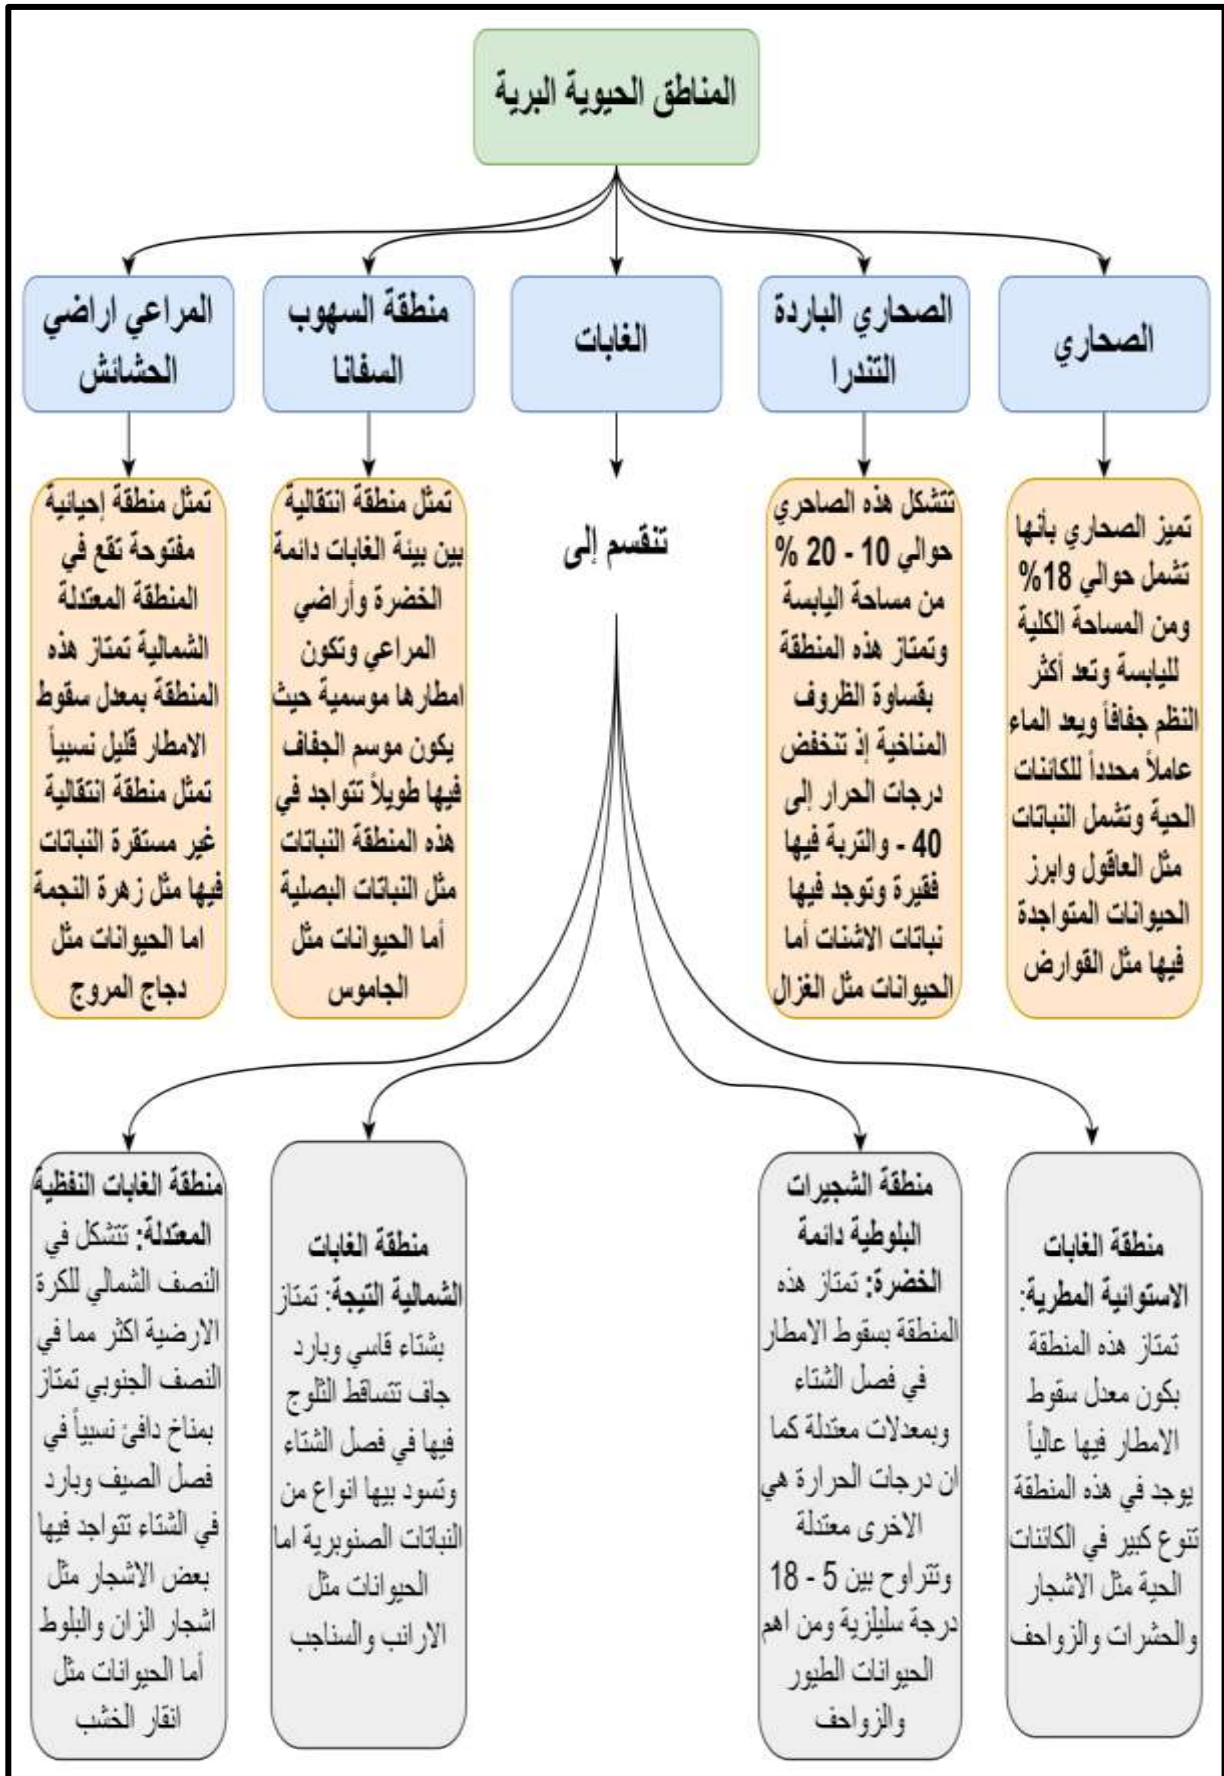 المناطق الحيوية البرية
الصحاري
الصحاري الباردة
التندرا
الغابات
منطقة السهوب
السفانا
المراعي اراضي
الحشائش
تميز الصحاري بأنها
تشمل حوالي 18%
ومن المساحة الكلية
لليابسة وتعد أكثر
النظم جفافاً ويعد الماء
عاملاً محدداً للكائنات
الحية وتشمل النباتات
مثل العاقول وابرز
الحيوانات المتواجدة
فيها مثل القوارض
تتشكل هذه الصاحري
حوالي 10 - 20 %
من مساحة اليابسة
وتمتاز هذه المنطقة
بقساوة الظروف
المناخية إذ تنخفض
درجات الحرار إلى
40 - والتربة فيها
فقيرة وتوجد فيها
نباتات الاشنات أما
الحيوانات مثل الغزال
تنقسم إلى
تمثل منطقة انتقالية
بين بيئة الغابات دائمة
الخضرة وأراضي
المراعي وتكون
امطارها موسمية حيث
يكون موسم الجفاف
فيها طويلاً تتواجد في
هذه المنطقة النباتات
مثل النباتات البصلية
أما الحيوانات مثل
الجاموس
تمثل منطقة إحيائية
مفتوحة تقع في
المنطقة المعتدلة
الشمالية تمتاز هذه
المنطقة بمعدل سقوط
الامطار قليل نسبياً
تمثل منطقة انتقالية
غير مستقرة النباتات
فيها مثل زهرة النجمة
اما الحيوانات مثل
دجاج المروج
منطقة الغابات
الاستوائية المطرية:
تمتاز هذه المنطقة
بكون معدل سقوط
الامطار فيها عالياً
يوجد في هذه المنطقة
تنوع كبير في الكائنات
الحية مثل الاشجار
والحشرات والزواحف
منطقة الشجيرات
البلوطية دائمة
الخضرة: تمتاز هذه
المنطقة بسقوط الامطار
في فصل الشتاء
وبمعدلات معتدلة كما
ان درجات الحرارة هي
الاخرى معتدلة
وتتراوح بين 5 - 18
درجة سليلزية ومن اهم
الحيوانات الطيور
والزواحف
منطقة الغابات
الشمالية التيجة: تمتاز
بشتاء قاسي وبارد
جاف تتساقط الثلوج
فيها في فصل الشتاء
وتسود بيها انواع من
النباتات الصنوبرية اما
الحيوانات مثل
الارانب والسناجب
منطقة الغابات النفظية
المعتدلة: تتشكل في
النصف الشمالي للكرة
الارضية اكثر مما في
النصف الجنوبي تمتاز
بمناخ دافئ نسبياً في
فصل الصيف وبارد
في الشتاء تتواجد فيها
بعض الاشجار مثل
اشجار الزان والبلوط
أما الحيوانات مثل
انقار الخشب